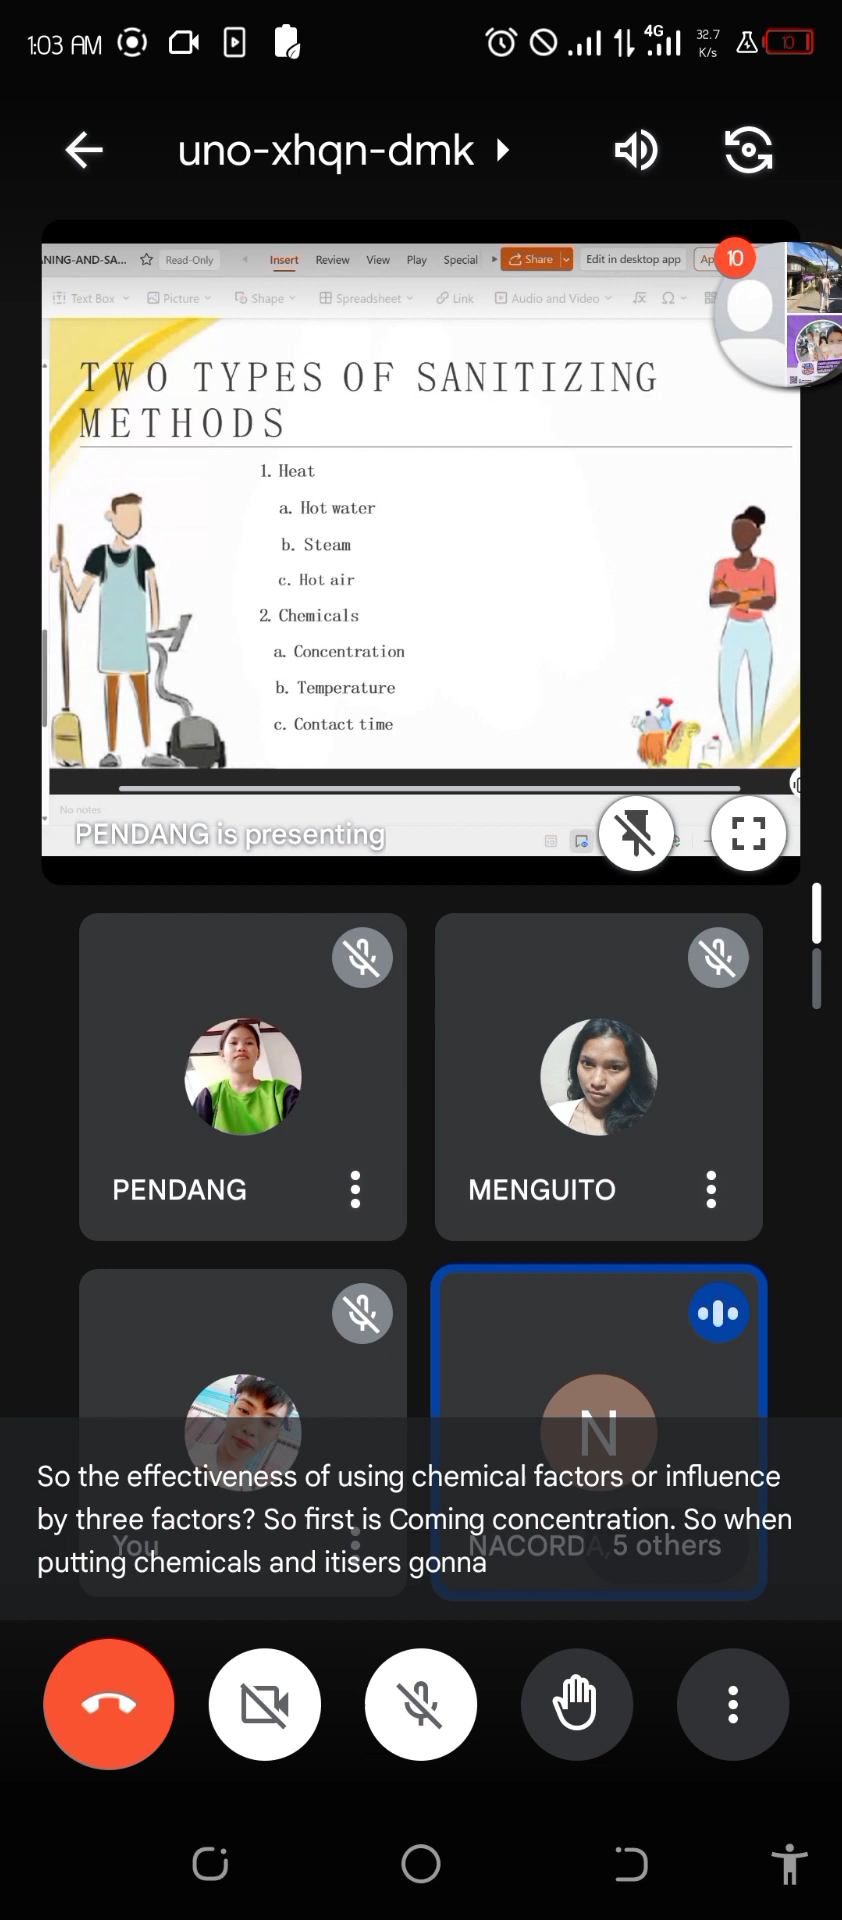 1:03 AM 4G 32.7 K/s 10
uno-xhqn-dmk
NING-AND-SA... Read-Only Insert Review View Play Special Share Edit in desktop app Ap 10
Text Box Picture Shape Spreadsheet Link Audio and Video
TWO TYPES OF SANITIZING
METHODS
1. Heat
a. Hot water
b. Steam
c. Hot air
2. Chemicals
a. Concentration
b. Temperature
c. Contact time
No notes
PENDANG is presenting
PENDANG
MENGUITO
N
So the effectiveness of using chemical factors or influence
by three factors? So first is Coming concentration. So when
putting chemicals and itisers gonna
You
NACORDA, 5 others